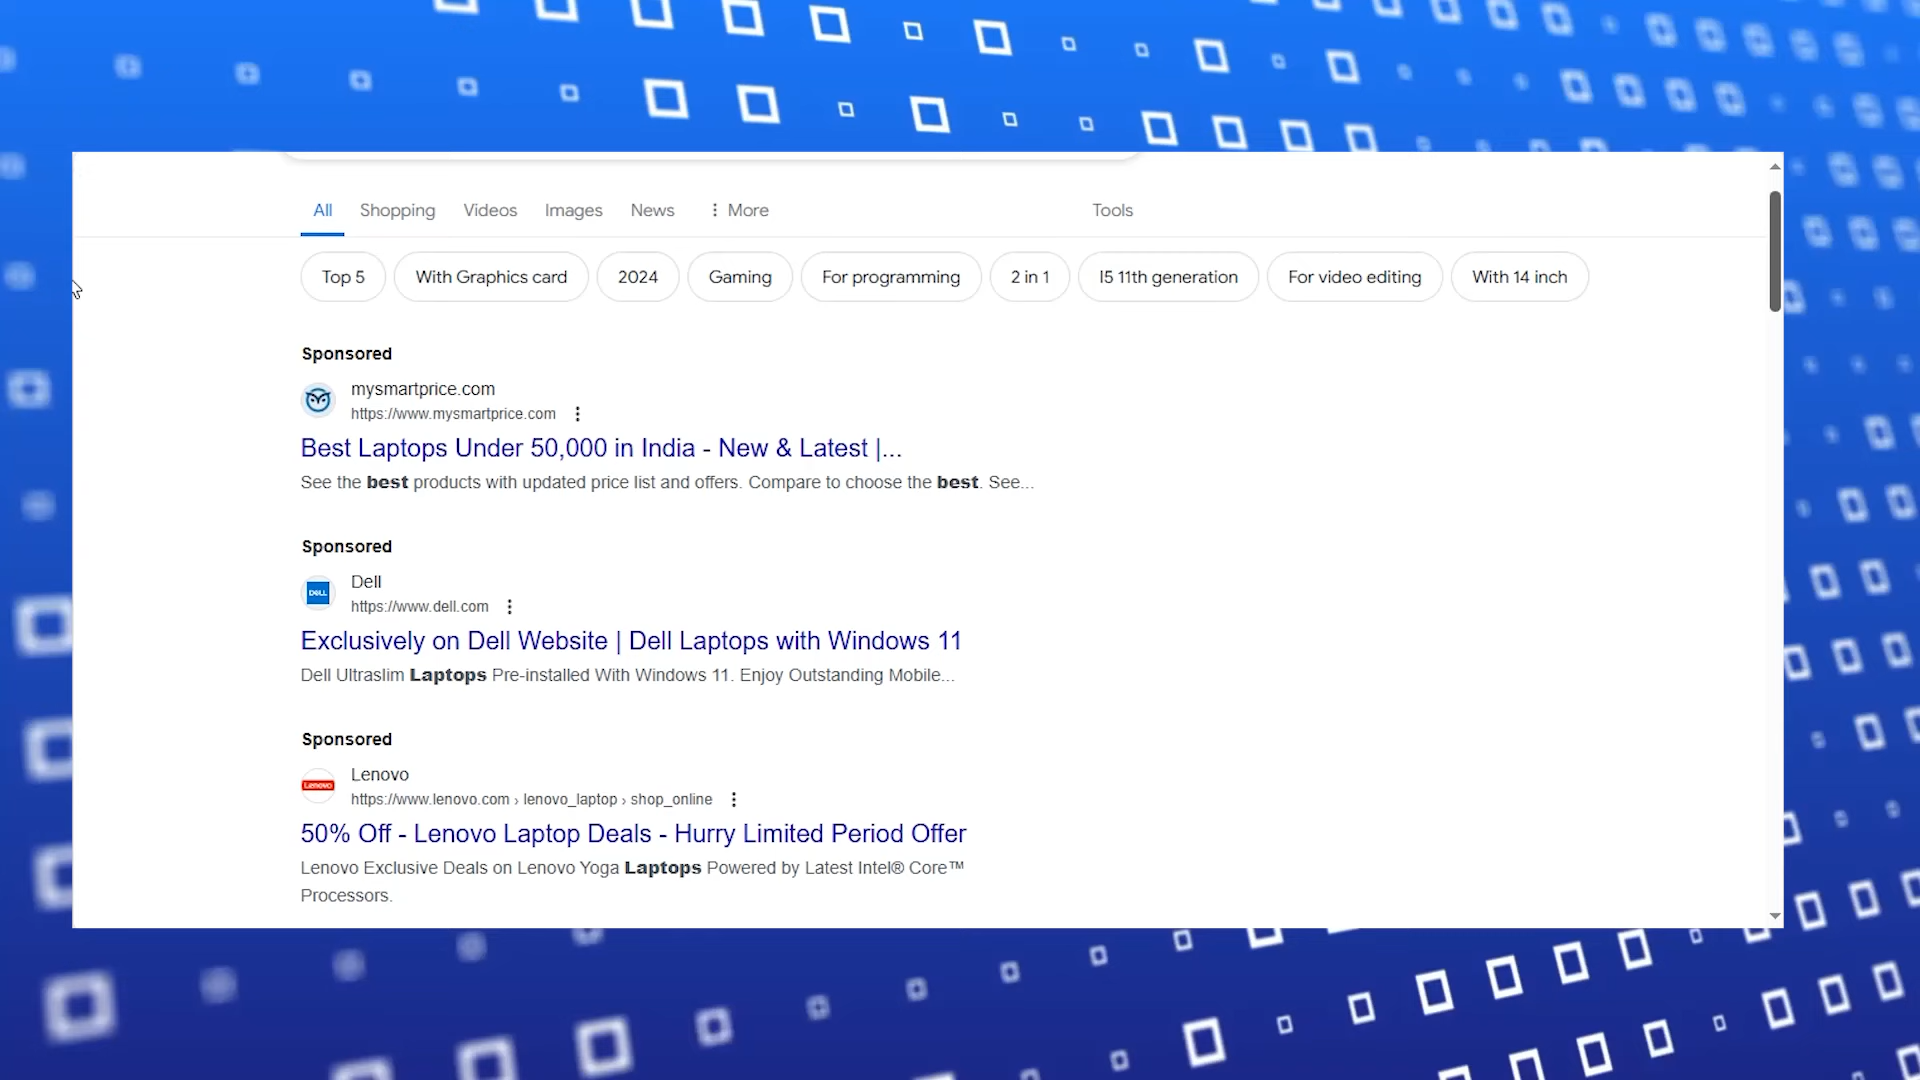 All Shopping Videos Images News More Tools
Top 5 With Graphics card 2024 Gaming For programming 2 in 1 I5 11th generation For video editing With 14 inch
Sponsored
mysmartprice.com
https://www.mysmartprice.com
Best Laptops Under 50,000 in India - New & Latest |...
See the best products with updated price list and offers. Compare to choose the best. See...
Sponsored
DELL
Dell
https://www.dell.com
Exclusively on Dell Website | Dell Laptops with Windows 11
Dell Ultraslim Laptops Pre-installed With Windows 11. Enjoy Outstanding Mobile...
Sponsored
Lenovo
Lenovo
https://www.lenovo.com › lenovo_laptop › shop_online
50% Off - Lenovo Laptop Deals - Hurry Limited Period Offer
Lenovo Exclusive Deals on Lenovo Yoga Laptops Powered by Latest Intel® Core™
Processors.